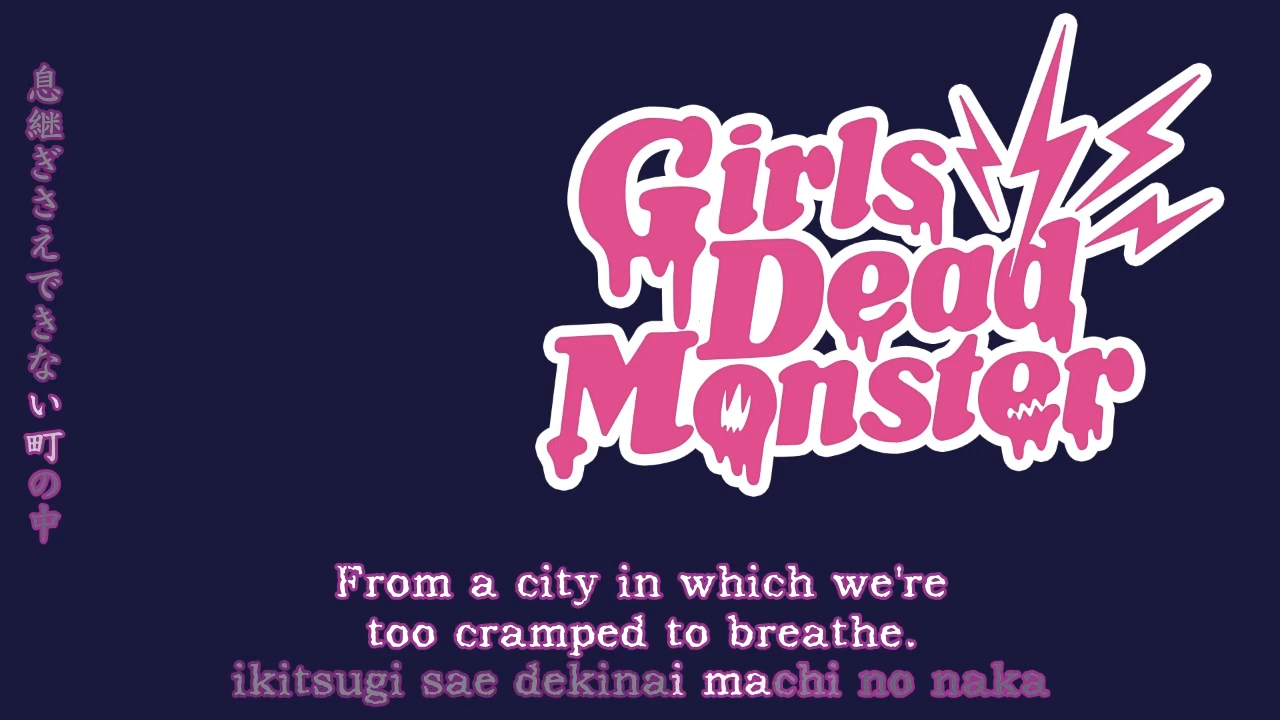 息継ぎさえできない町の中
Girls
Dead
Monster
From a city in which we're
too cramped to breathe.
ikitsugi sae dekinai machi no naka